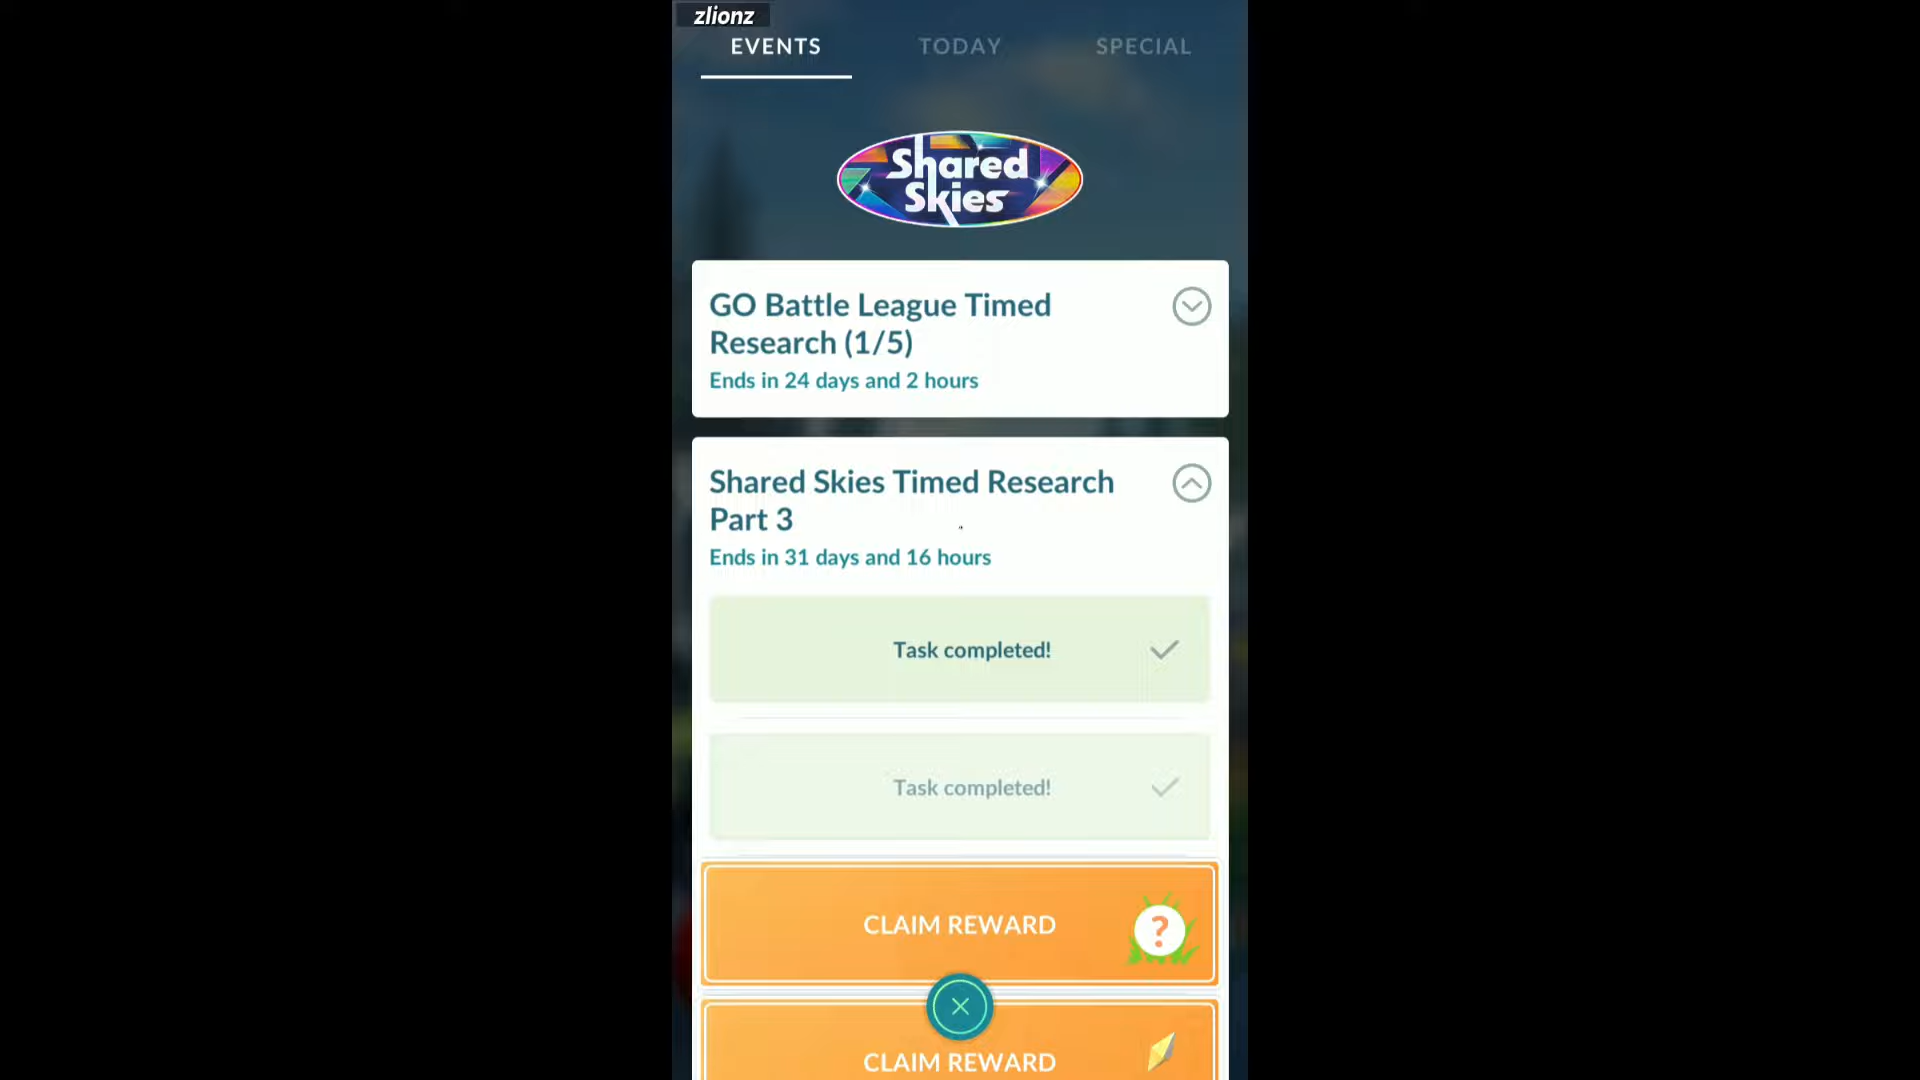 zlionz
EVENTS TODAY SPECIAL
Shared
Skies
GO Battle League Timed
Research (1/5)
Ends in 24 days and 2 hours
Shared Skies Timed Research
Part 3
Ends in 31 days and 16 hours
Task completed!
Task completed!
CLAIM REWARD
?
CLAIM REWARD